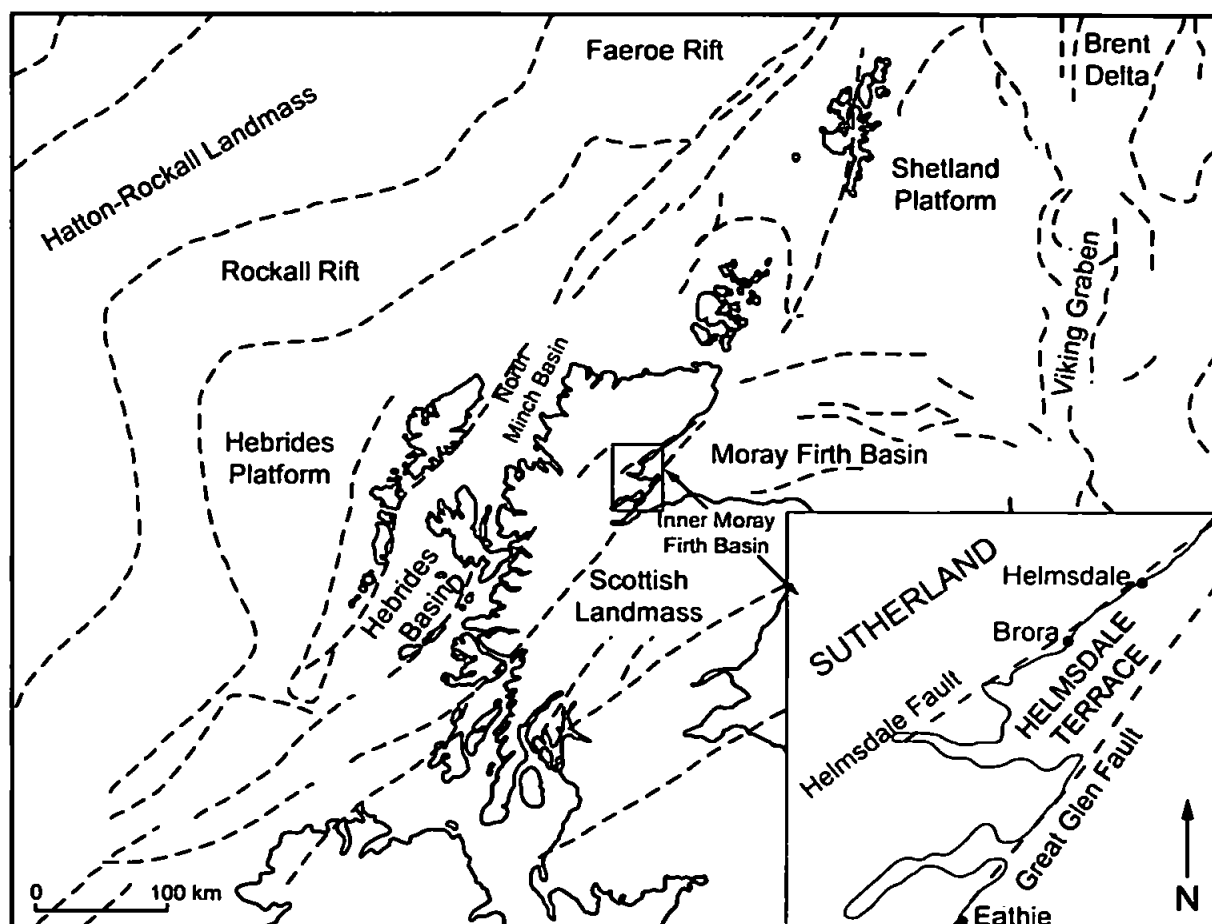 Faeroe Rift
Brent
Delta
Hatton-Rockall Landmass
Shetland
Platform
Rockall Rift
Viking Graben
North
Minch Basin
Hebrides
Platform
Moray Firth Basin
Inner Moray
Firth Basin
Hebrides
Basin
Scottish
Landmass
SUTHERLAND
Helmsdale
Brora
HELMSDALE
TERRACE
Helmsdale Fault
Great Glen Fault
0 100 km
N
Eathie